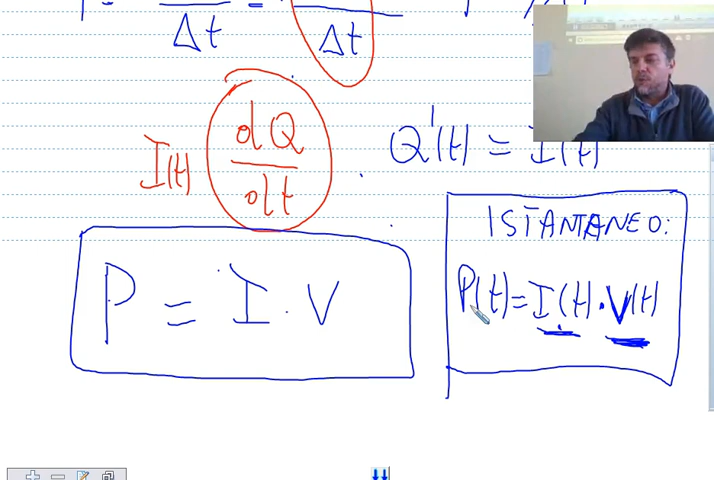 Δt = Δt
I(t) dQ/dt . Q'(t) = I(t)
ISTANTANEO:
P = I · V
P(t) = I(t) · V(t)